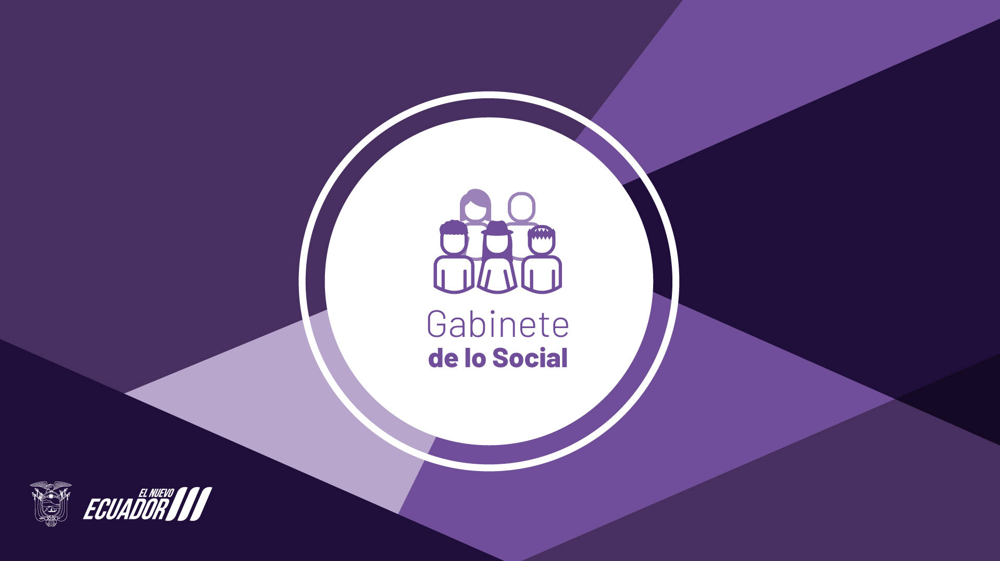 Gabinete
de lo Social
EL NUEVO
ECUADOR